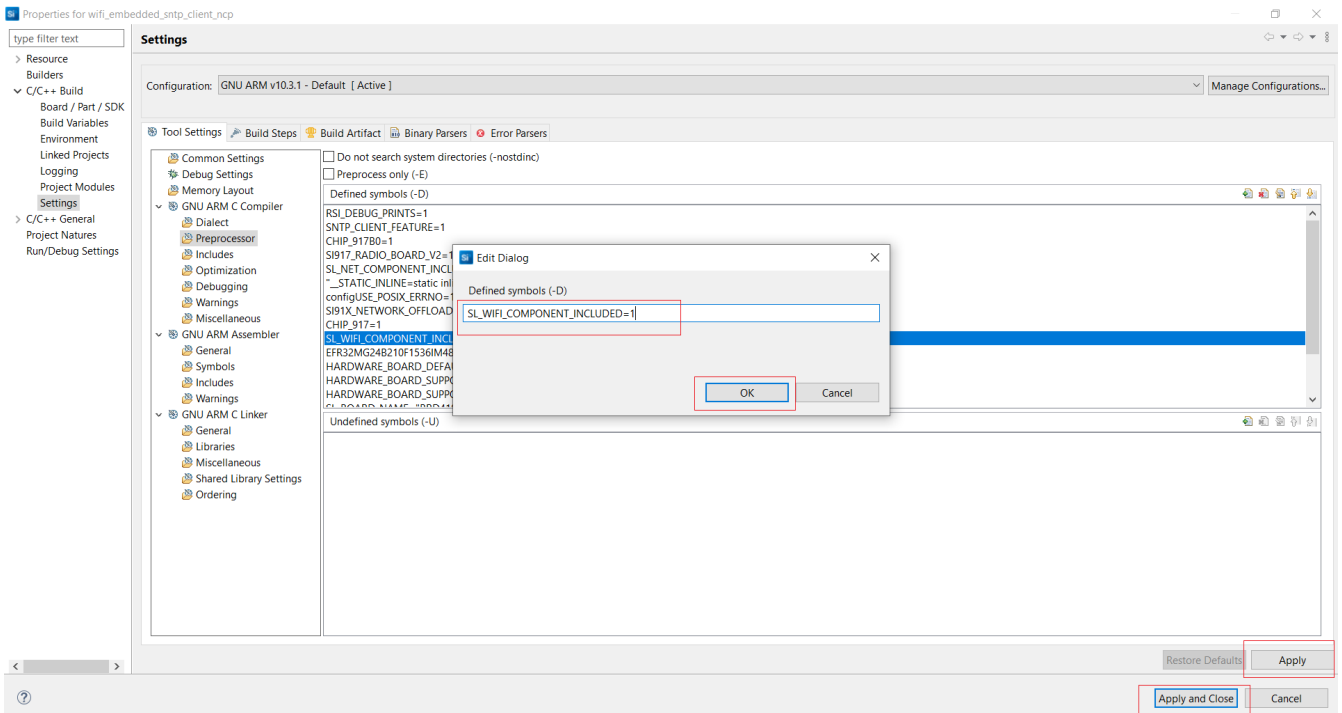 Si Properties for wifi_embedded_sntp_client_ncp
type filter text
Settings
Resource
Builders
C/C++ Build
Board / Part / SDK
Build Variables
Environment
Linked Projects
Logging
Project Modules
Settings
C/C++ General
Project Natures
Run/Debug Settings
Configuration: GNU ARM v10.3.1 - Default [ Active ]
Manage Configurations...
Tool Settings Build Steps Build Artifact Binary Parsers Error Parsers
Common Settings
Debug Settings
Memory Layout
GNU ARM C Compiler
Dialect
Preprocessor
Includes
Optimization
Debugging
Warnings
Miscellaneous
GNU ARM Assembler
General
Symbols
Includes
Warnings
GNU ARM C Linker
General
Libraries
Miscellaneous
Shared Library Settings
Ordering
Do not search system directories (-nostdinc)
Preprocess only (-E)
Defined symbols (-D)
RSI_DEBUG_PRINTS=1
SNTP_CLIENT_FEATURE=1
CHIP_917B0=1
SI917_RADIO_BOARD_V2=1
SL_NET_COMPONENT_INCL
"__STATIC_INLINE=static inl
configUSE_POSIX_ERRNO=1
SI91X_NETWORK_OFFLOAD
CHIP_917=1
SL_WIFI_COMPONENT_INCL
EFR32MG24B210F1536IM48
HARDWARE_BOARD_DEFA
HARDWARE_BOARD_SUPP
HARDWARE_BOARD_SUPP
Si Edit Dialog
Defined symbols (-D)
SL_WIFI_COMPONENT_INCLUDED=1
OK Cancel
Undefined symbols (-U)
Restore Defaults Apply
Apply and Close Cancel